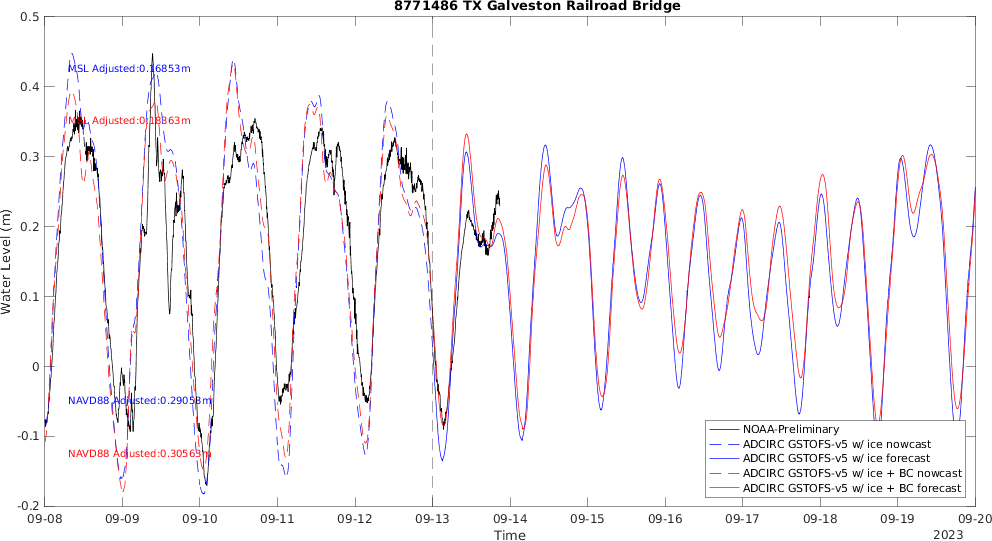 8771486 TX Galveston Railroad Bridge
0.5
0.4
0.3
0.2
0.1
0
-0.1
-0.2
Water Level (m)
MSL Adjusted:0.16853m
MSL Adjusted:0.18363m
NAVD88 Adjusted:0.29053m
NAVD88 Adjusted:0.30563m
NOAA-Preliminary
ADCIRC GSTOFS-v5 w/ ice nowcast
ADCIRC GSTOFS-v5 w/ ice forecast
ADCIRC GSTOFS-v5 w/ ice + BC nowcast
ADCIRC GSTOFS-v5 w/ ice + BC forecast
09-08 09-09 09-10 09-11 09-12 09-13 09-14 09-15 09-16 09-17 09-18 09-19 09-20
Time
2023